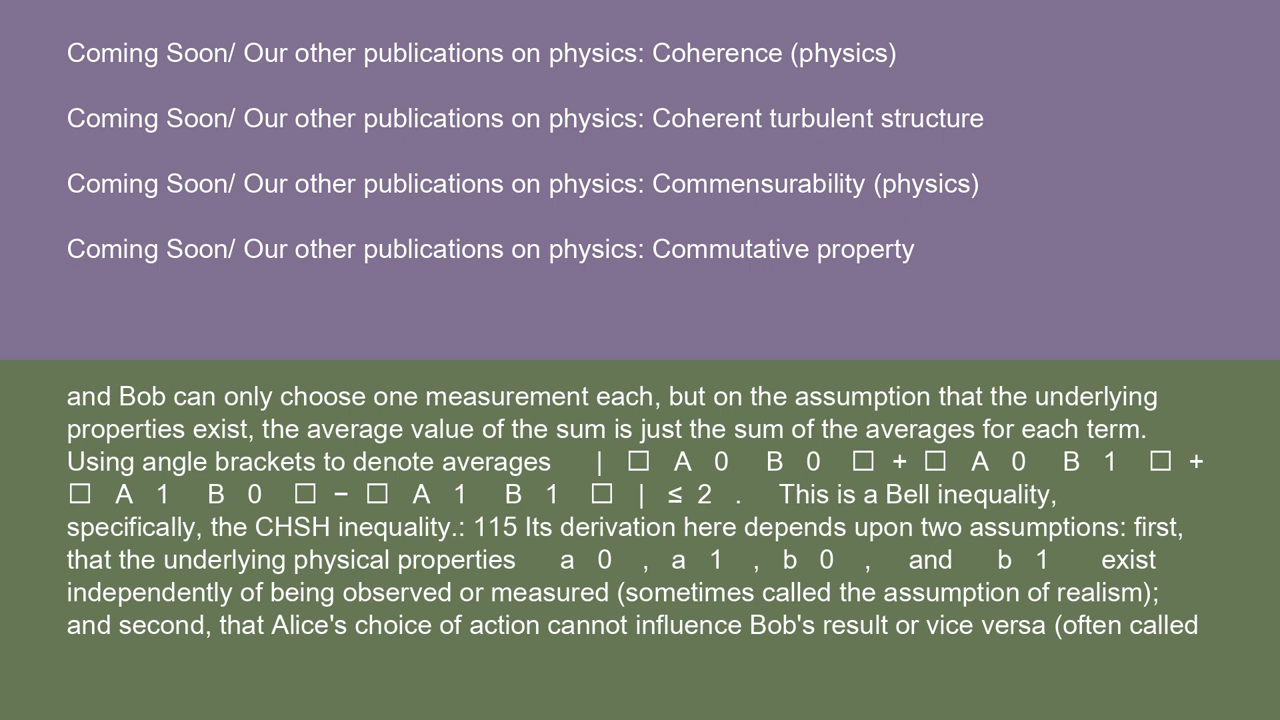 Coming Soon/ Our other publications on physics: Coherence (physics)
Coming Soon/ Our other publications on physics: Coherent turbulent structure
Coming Soon/ Our other publications on physics: Commensurability (physics)
Coming Soon/ Our other publications on physics: Commutative property
and Bob can only choose one measurement each, but on the assumption that the underlying
properties exist, the average value of the sum is just the sum of the averages for each term.
Using angle brackets to denote averages | □ A 0 B 0 □ + □ A 0 B 1 □ +
□ A 1 B 0 □ − □ A 1 B 1 □ | ≤ 2 . This is a Bell inequality,
specifically, the CHSH inequality.: 115 Its derivation here depends upon two assumptions: first,
that the underlying physical properties a 0 , a 1 , b 0 , and b 1 exist
independently of being observed or measured (sometimes called the assumption of realism);
and second, that Alice's choice of action cannot influence Bob's result or vice versa (often called